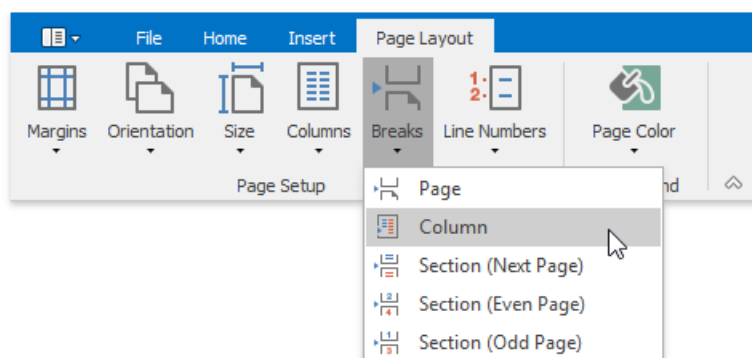 File Home Insert Page Layout
Margins Orientation Size Columns Breaks Line Numbers Page Color
Page Setup
Page
Column
Section (Next Page)
Section (Even Page)
Section (Odd Page)